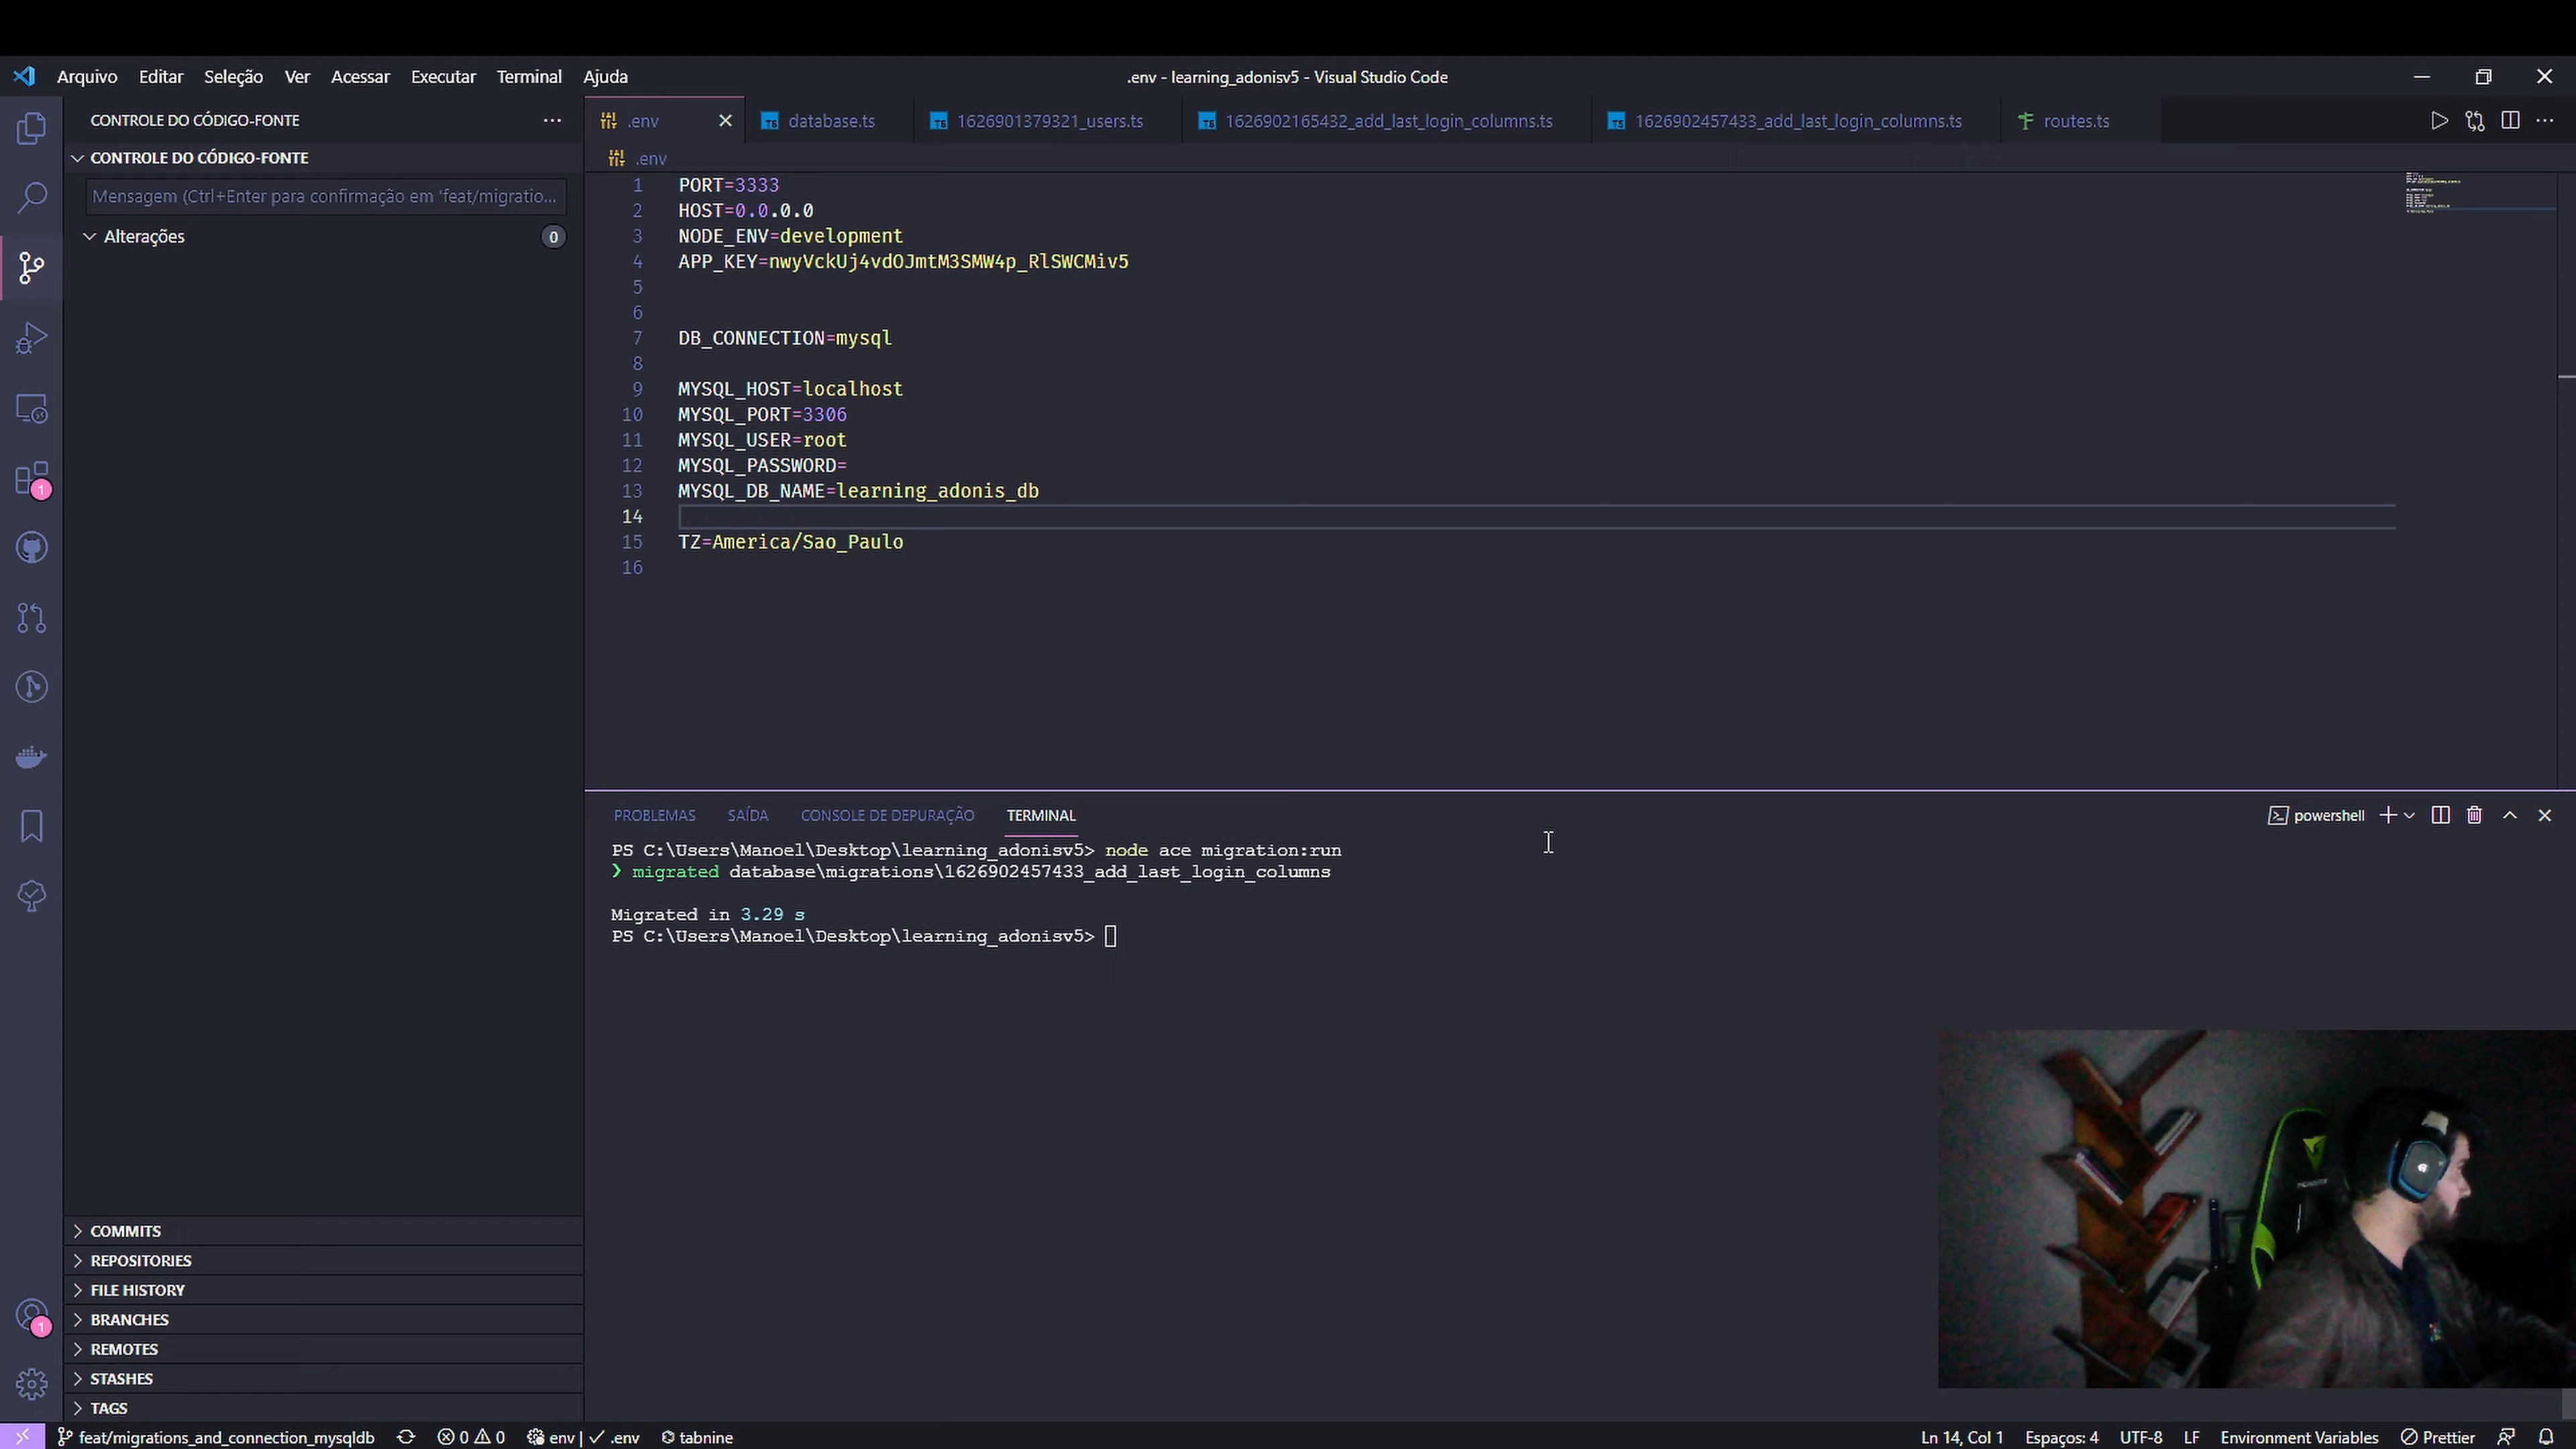 Arquivo Editar Seleção Ver Acessar Executar Terminal Ajuda
.env - learning_adonisv5 - Visual Studio Code
CONTROLE DO CÓDIGO-FONTE
.env
database.ts
1626901379321_users.ts
1626902165432_add_last_login_columns.ts
1626902457433_add_last_login_columns.ts
routes.ts
CONTROLE DO CÓDIGO-FONTE
Mensagem (Ctrl+Enter para confirmação em 'feat/migratio...
Alterações 0
.env
1 PORT=3333
2 HOST=0.0.0.0
3 NODE_ENV=development
4 APP_KEY=nwyVckUj4vdOJmtM3SMW4p_RlSWCMiv5
5
6
7 DB_CONNECTION=mysql
8
9 MYSQL_HOST=localhost
10 MYSQL_PORT=3306
11 MYSQL_USER=root
12 MYSQL_PASSWORD=
13 MYSQL_DB_NAME=learning_adonis_db
14
15 TZ=America/Sao_Paulo
16
1
PROBLEMAS SAÍDA CONSOLE DE DEPURAÇÃO TERMINAL
powershell
PS C:\Users\Manoel\Desktop\learning_adonisv5> node ace migration:run
❯ migrated database\migrations\1626902457433_add_last_login_columns
Migrated in 3.29 s
PS C:\Users\Manoel\Desktop\learning_adonisv5>
COMMITS
REPOSITORIES
FILE HISTORY
BRANCHES
REMOTES
STASHES
TAGS
1
feat/migrations_and_connection_mysqldb 0 0 env | ✓ .env tabnine
Ln 14, Col 1 Espaços: 4 UTF-8 LF Environment Variables Prettier